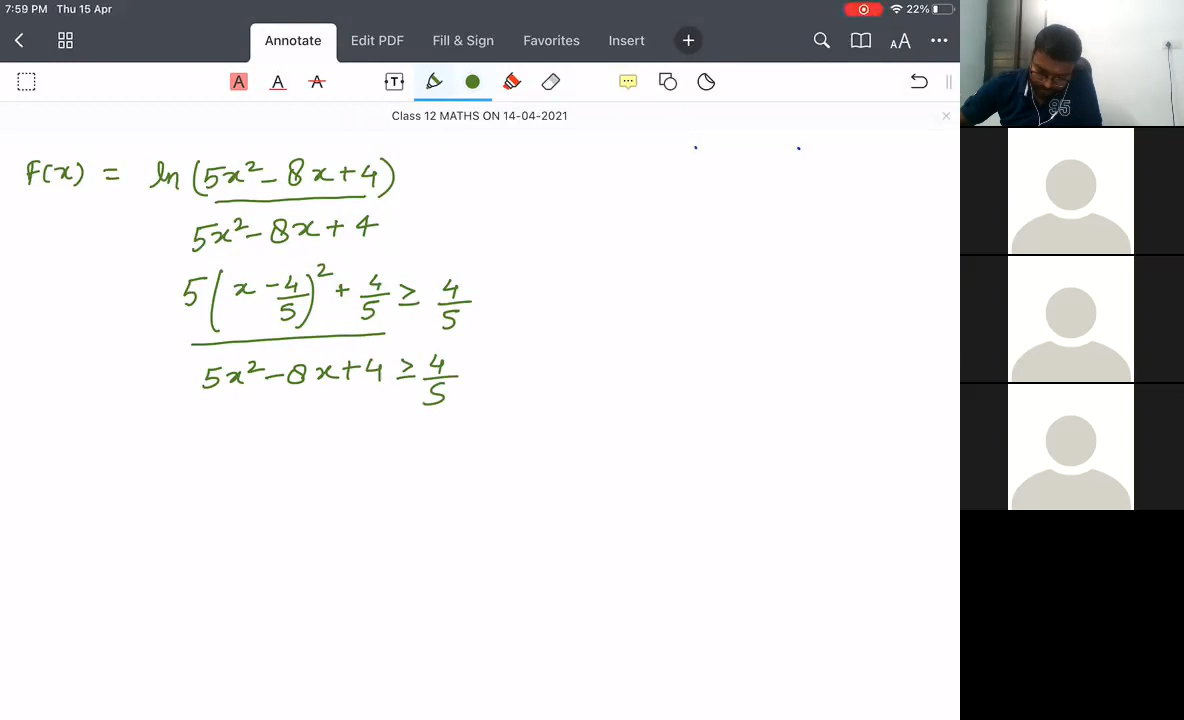 7:59 PM Thu 15 Apr 22%
Annotate Edit PDF Fill & Sign Favorites Insert AA
A A A T
Class 12 MATHS ON 14-04-2021
F(x) = ln(5x² - 8x + 4)
5x² - 8x + 4
5(x - 4/5)² + 4/5 ≥ 4/5
5x² - 8x + 4 ≥ 4/5
95